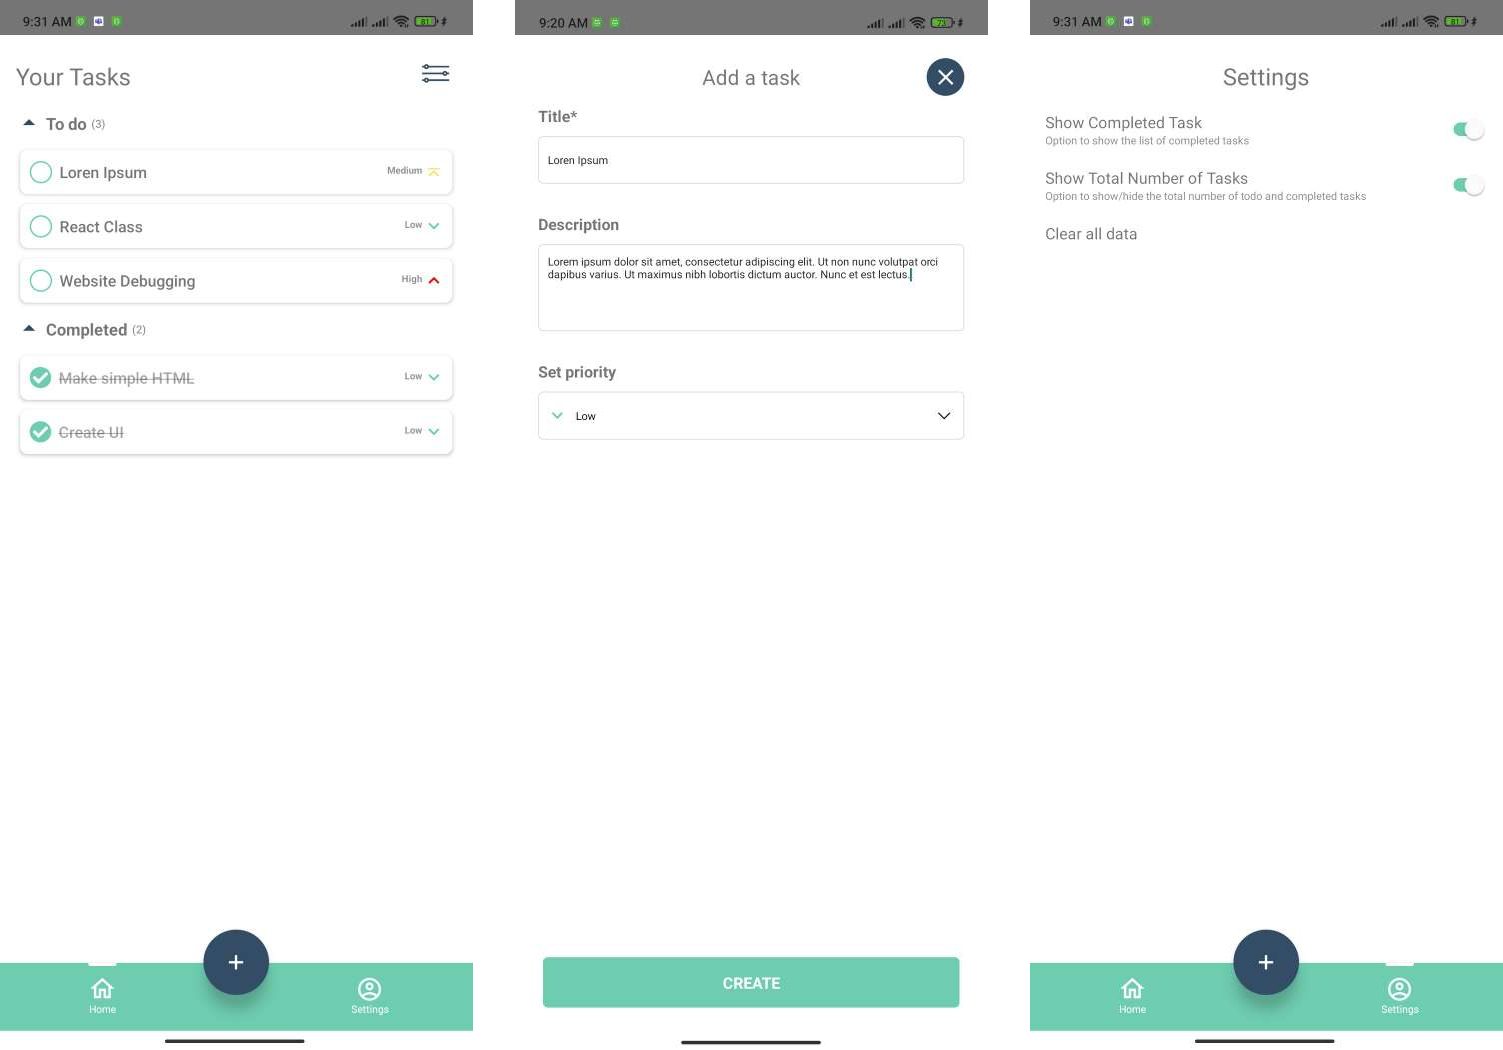 9:31 AM
81
Your Tasks
To do (3)
Loren Ipsum
Medium
React Class
Low
Website Debugging
High
Completed (2)
Make simple HTML
Low
Create UI
Low
Home
Settings
9:20 AM
73
Add a task
Title*
Loren Ipsum
Description
Lorem ipsum dolor sit amet, consectetur adipiscing elit. Ut non nunc volutpat orci
dapibus varius. Ut maximus nibh lobortis dictum auctor. Nunc et est lectus.
Set priority
Low
CREATE
9:31 AM
81
Settings
Show Completed Task
Option to show the list of completed tasks
Show Total Number of Tasks
Option to show/hide the total number of todo and completed tasks
Clear all data
Home
Settings